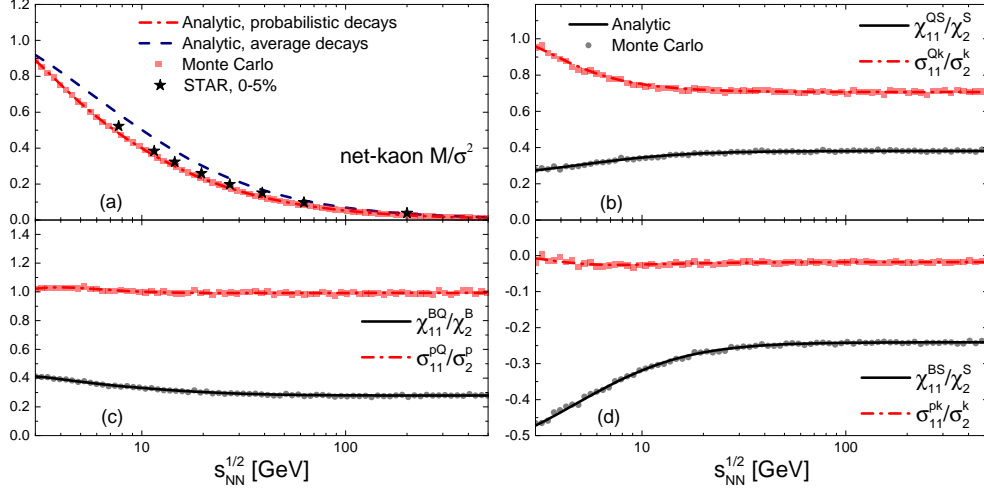 1.0
0.8
0.6
0.4
0.2
0.0
Analytic, probabilistic decays
Analytic, average decays
Monte Carlo
STAR, 0-5%
net-kaon M/σ²
(a)
1.0
0.8
0.6
0.4
0.2
0.0
Analytic
Monte Carlo
χ₁₁^QS/χ₂^S
σ₁₁^Qk/σ₂^k
(b)
1.4
1.2
1.0
0.8
0.6
0.4
0.2
0.0
χ₁₁^BQ/χ₂^B
σ₁₁^pQ/σ₂^p
(c)
10
100
s_NN^1/2 [GeV]
0.0
-0.1
-0.2
-0.3
-0.4
-0.5
χ₁₁^BS/χ₂^S
σ₁₁^pk/σ₂^k
(d)
10
100
s_NN^1/2 [GeV]